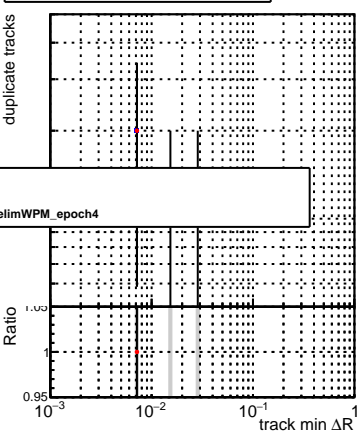 duplicate tracks
elimWPM_epoch4
Ratio
1.05
1
0.95
10⁻³ 10⁻² 10⁻¹ 1
track min ΔR